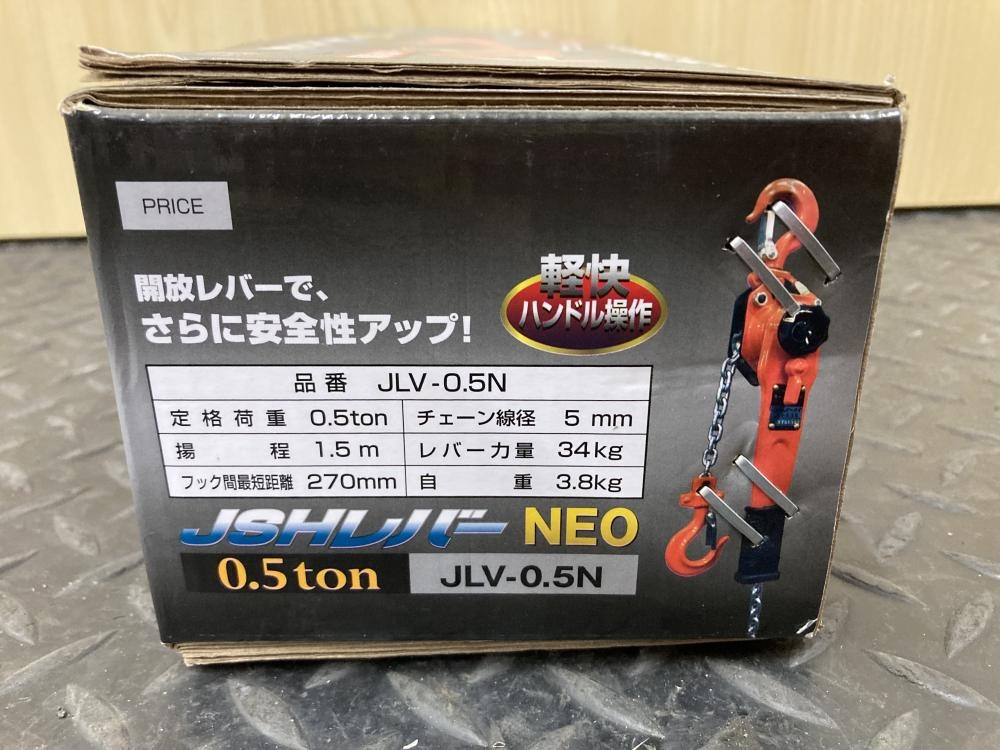 PRICE
開放レバーで、
さらに安全性アップ!
軽快
ハンドル操作
品番 JLV-0.5N
定格荷重 0.5ton チェーン線径 5 mm
揚程 1.5 m レバー力量 34kg
フック間最短距離 270mm 自重 3.8kg
JSHレバー NEO
0.5ton JLV-0.5N